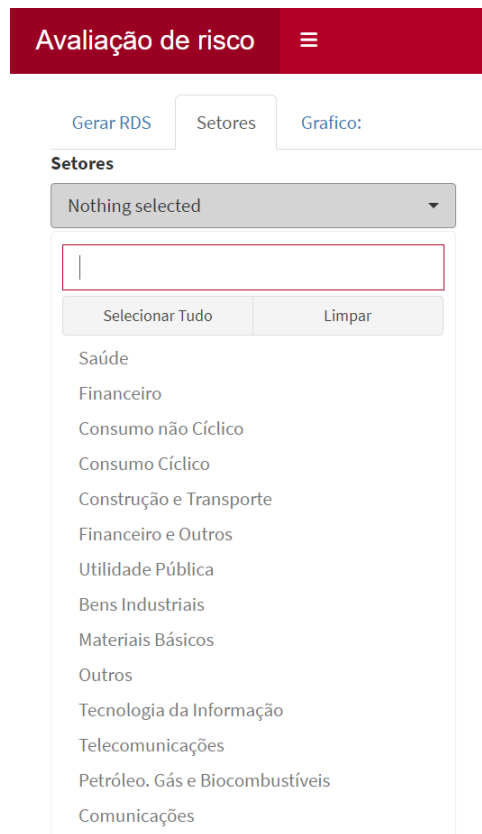 Avaliação de risco
Gerar RDS Setores Grafico:
Setores
Nothing selected
Selecionar Tudo Limpar
Saúde
Financeiro
Consumo não Cíclico
Consumo Cíclico
Construção e Transporte
Financeiro e Outros
Utilidade Pública
Bens Industriais
Materiais Básicos
Outros
Tecnologia da Informação
Telecomunicações
Petróleo. Gás e Biocombustíveis
Comunicações